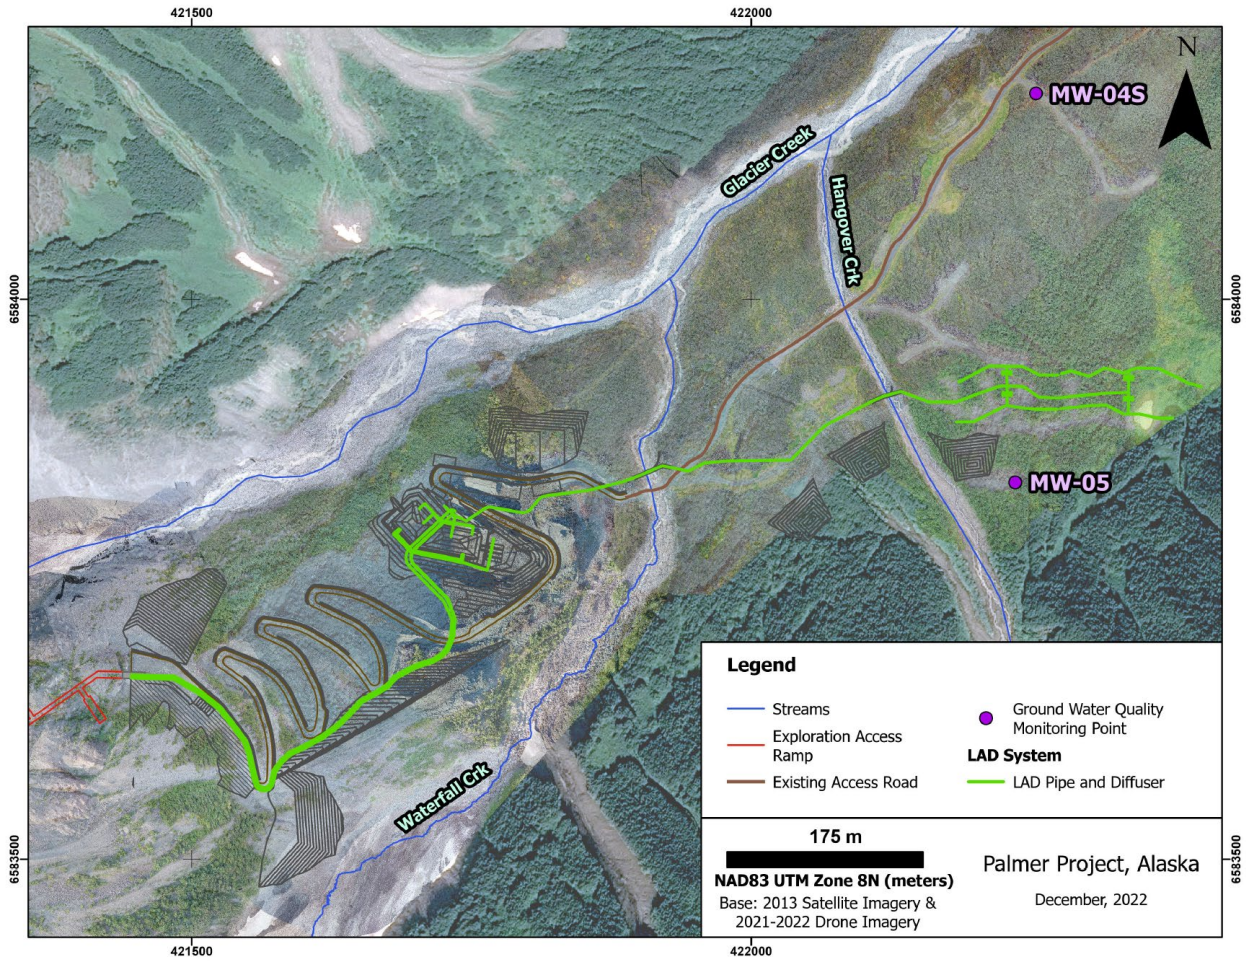 421500
422000
N
MW-04S
Glacier Creek
Hangover Crk
6584000
6584000
MW-05
Waterfall Crk
Legend
Streams
Exploration Access
Ramp
Existing Access Road
Ground Water Quality
Monitoring Point
LAD System
LAD Pipe and Diffuser
175 m
NAD83 UTM Zone 8N (meters)
Base: 2013 Satellite Imagery &
2021-2022 Drone Imagery
Palmer Project, Alaska
December, 2022
6583500
6583500
421500
422000